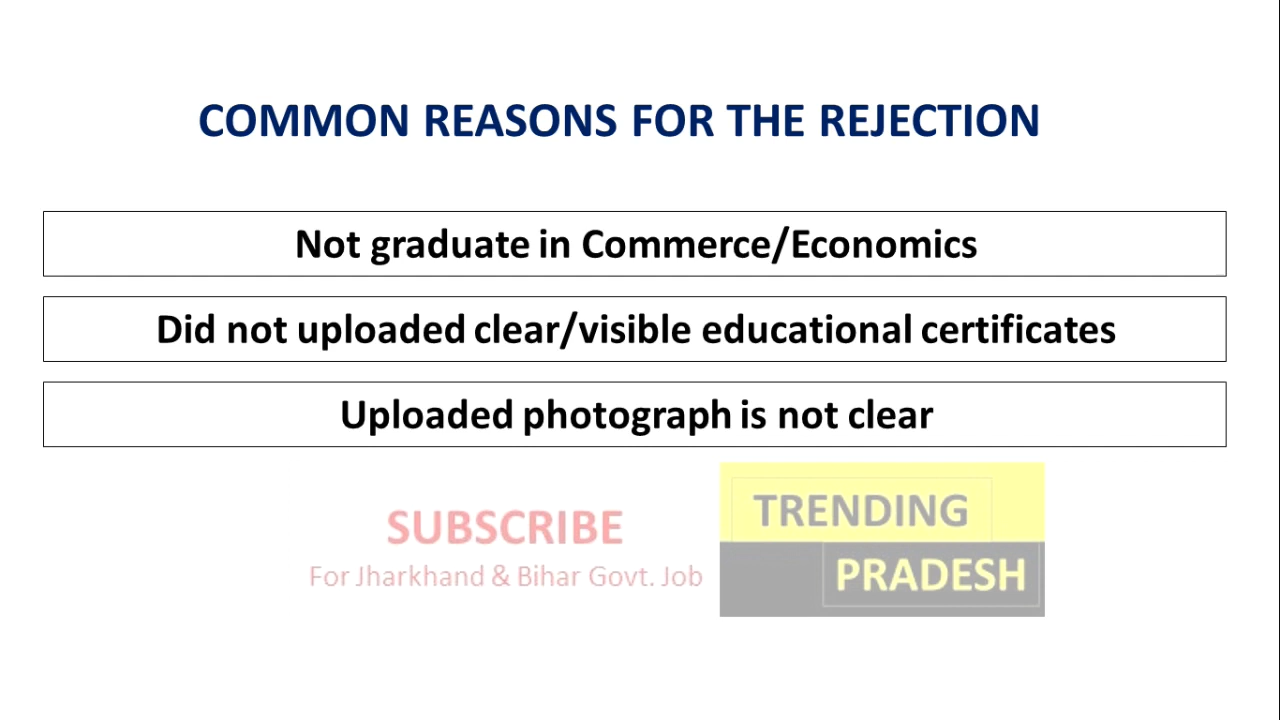 COMMON REASONS FOR THE REJECTION
Not graduate in Commerce/Economics
Did not uploaded clear/visible educational certificates
Uploaded photograph is not clear
SUBSCRIBE
For Jharkhand & Bihar Govt. Job
TRENDING
PRADESH